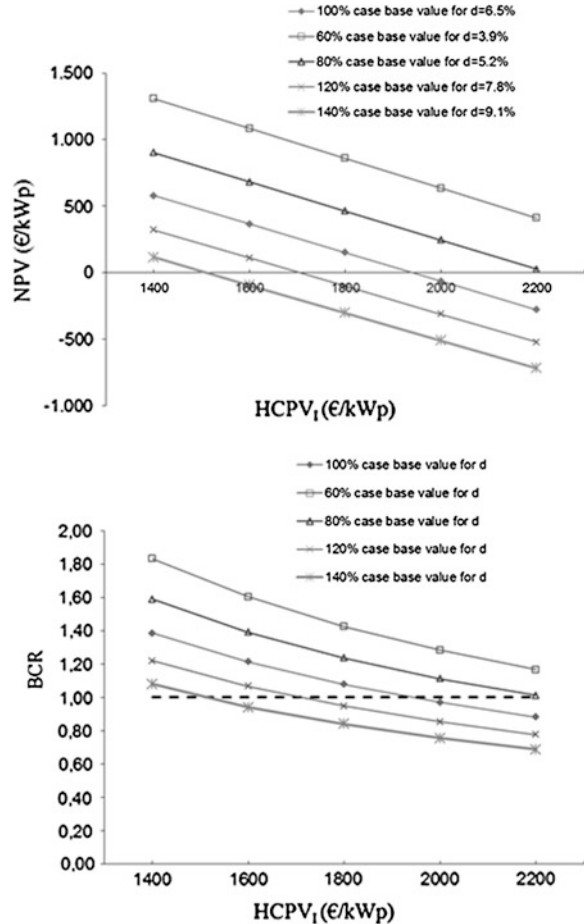 100% case base value for d=6.5%
60% case base value for d=3.9%
80% case base value for d=5.2%
120% case base value for d=7.8%
140% case base value for d=9.1%
1.500
1.000
500
0
-500
-1.000
NPV (€/kWp)
1400 1600 1800 2000 2200
HCPVI (€/kWp)
100% case base value for d
60% case base value for d
80% case base value for d
120% case base value for d
140% case base value for d
2,00
1,80
1,60
1,40
1,20
1,00
0,80
0,60
0,40
0,20
0,00
BCR
1400 1600 1800 2000 2200
HCPVI (€/kWp)